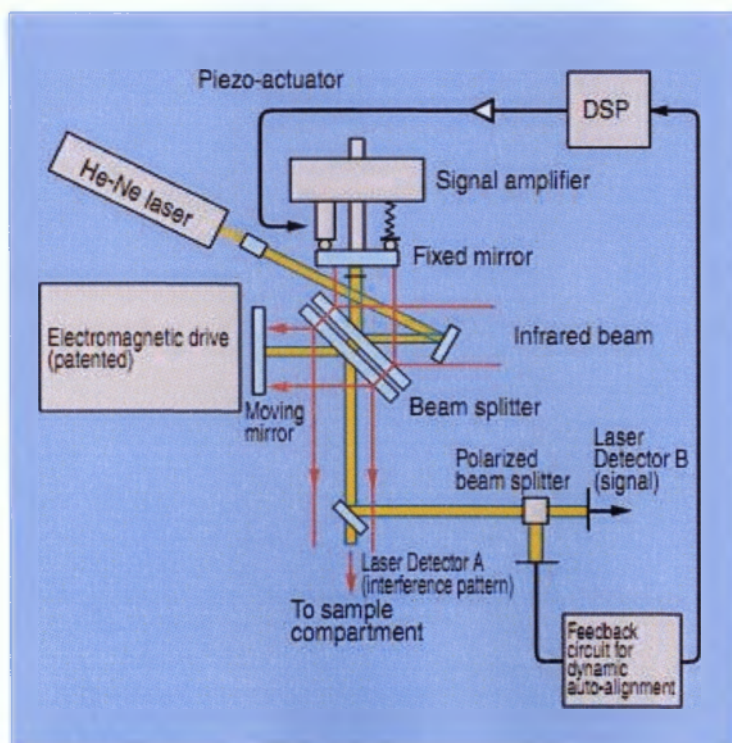 Piezo-actuator
DSP
He-Ne laser
Signal amplifier
Fixed mirror
Electromagnetic drive
(patented)
Infrared beam
Moving
mirror
Beam splitter
Laser
Detector B
(signal)
Polarized
beam splitter
Laser Detector A
(interference pattern)
To sample
compartment
Feedback
circuit for
dynamic
auto-alignment